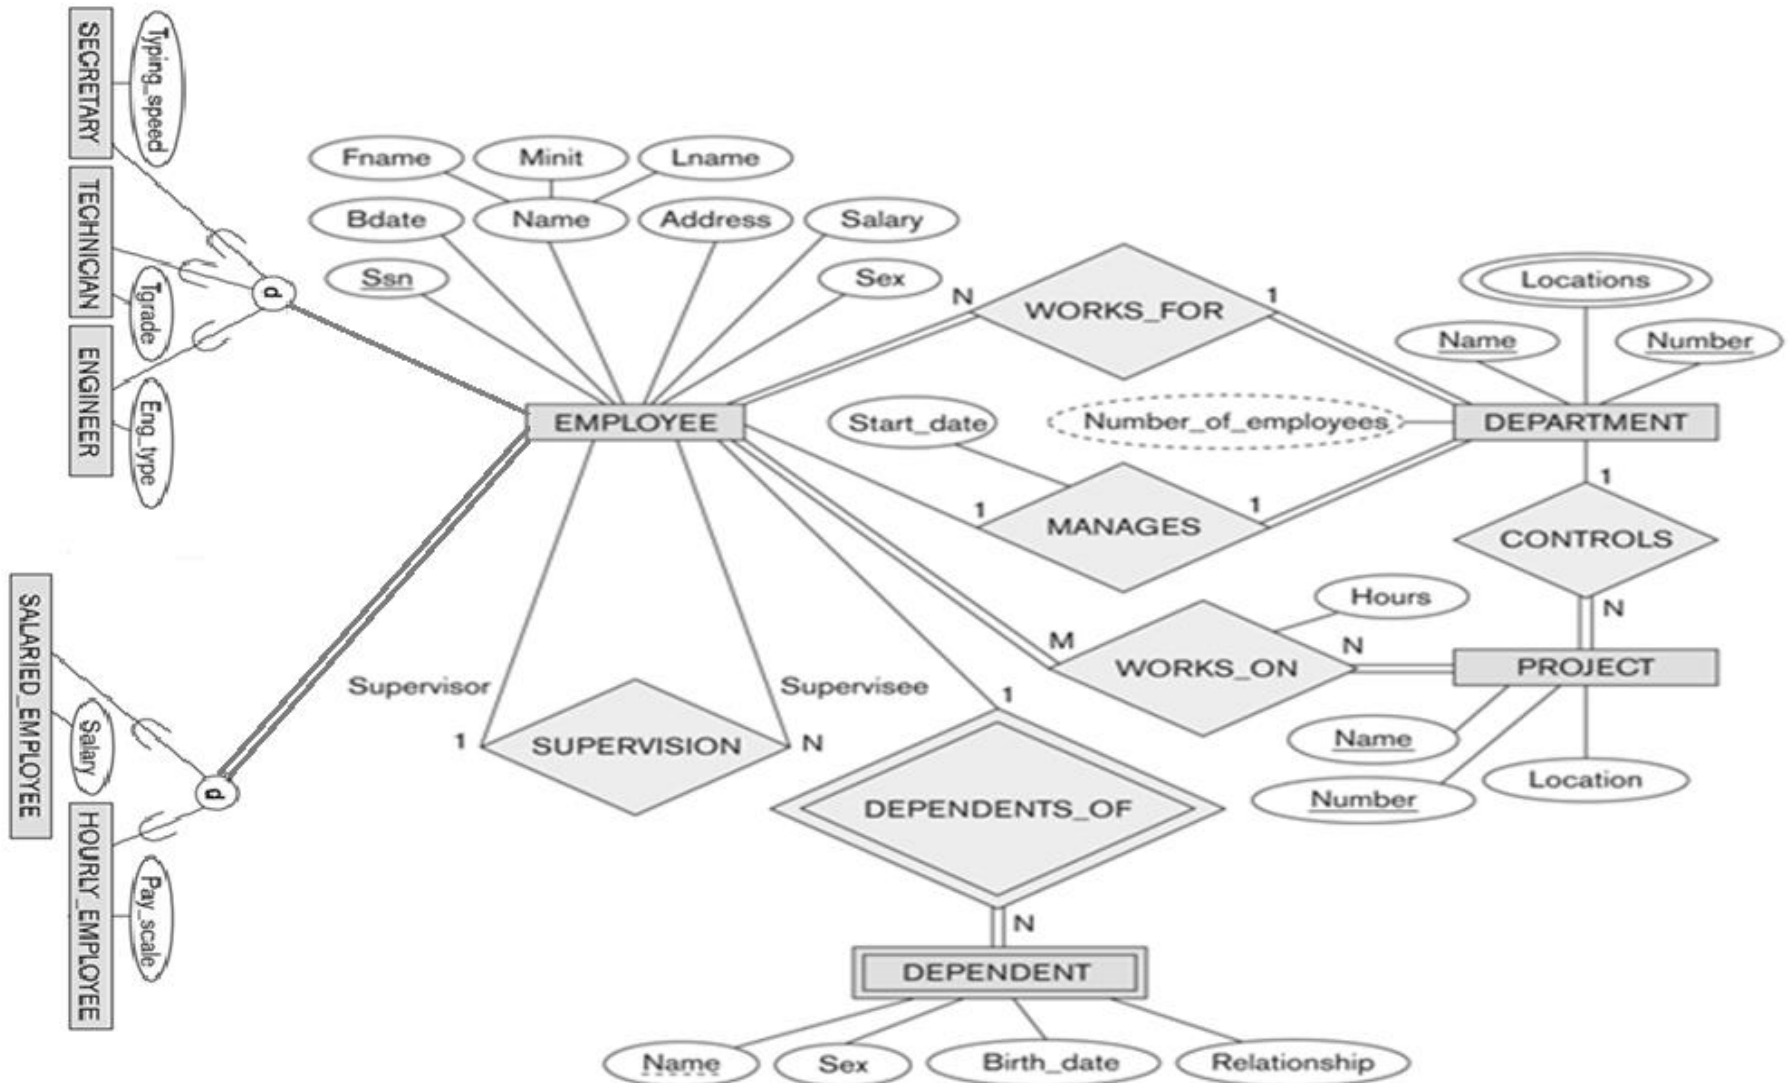 SECRETARY
Typing_speed
TECHNICIAN
Tgrade
ENGINEER
Eng_type
d
Fname
Minit
Lname
Bdate
Name
Address
Salary
Ssn
Sex
EMPLOYEE
N
WORKS_FOR
1
Locations
Name
Number
Start_date
Number_of_employees
DEPARTMENT
1
MANAGES
1
1
CONTROLS
N
Hours
M
WORKS_ON
N
PROJECT
Name
Number
Location
Supervisor
Supervisee
1
SUPERVISION
N
1
DEPENDENTS_OF
N
DEPENDENT
Name
Sex
Birth_date
Relationship
SALARIED_EMPLOYEE
Salary
d
HOURLY_EMPLOYEE
Pay_scale